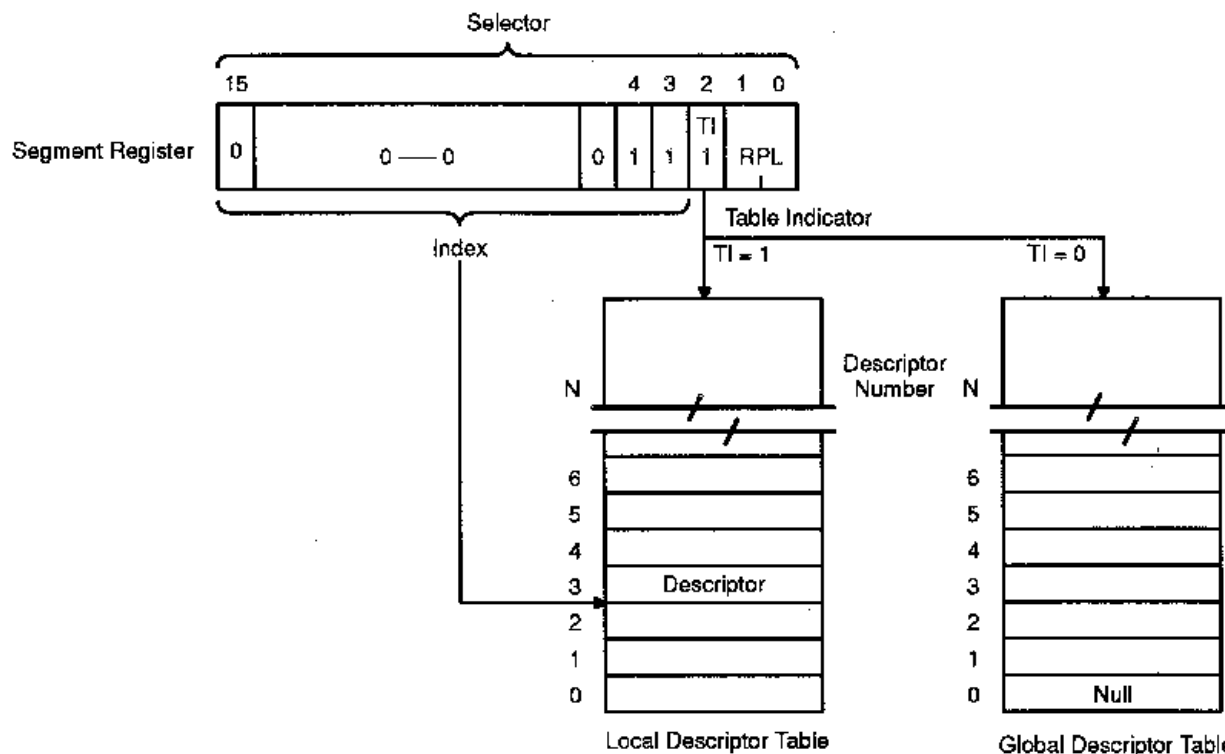 Selector
15 4 3 2 1 0
Segment Register 0 0 — 0 0 1 1 TI 1 RPL
Table Indicator
Index
TI = 1 TI = 0
Descriptor
Number
N N
6 6
5 5
4 4
3 Descriptor 3
2 2
1 1
0 0 Null
Local Descriptor Table Global Descriptor Table